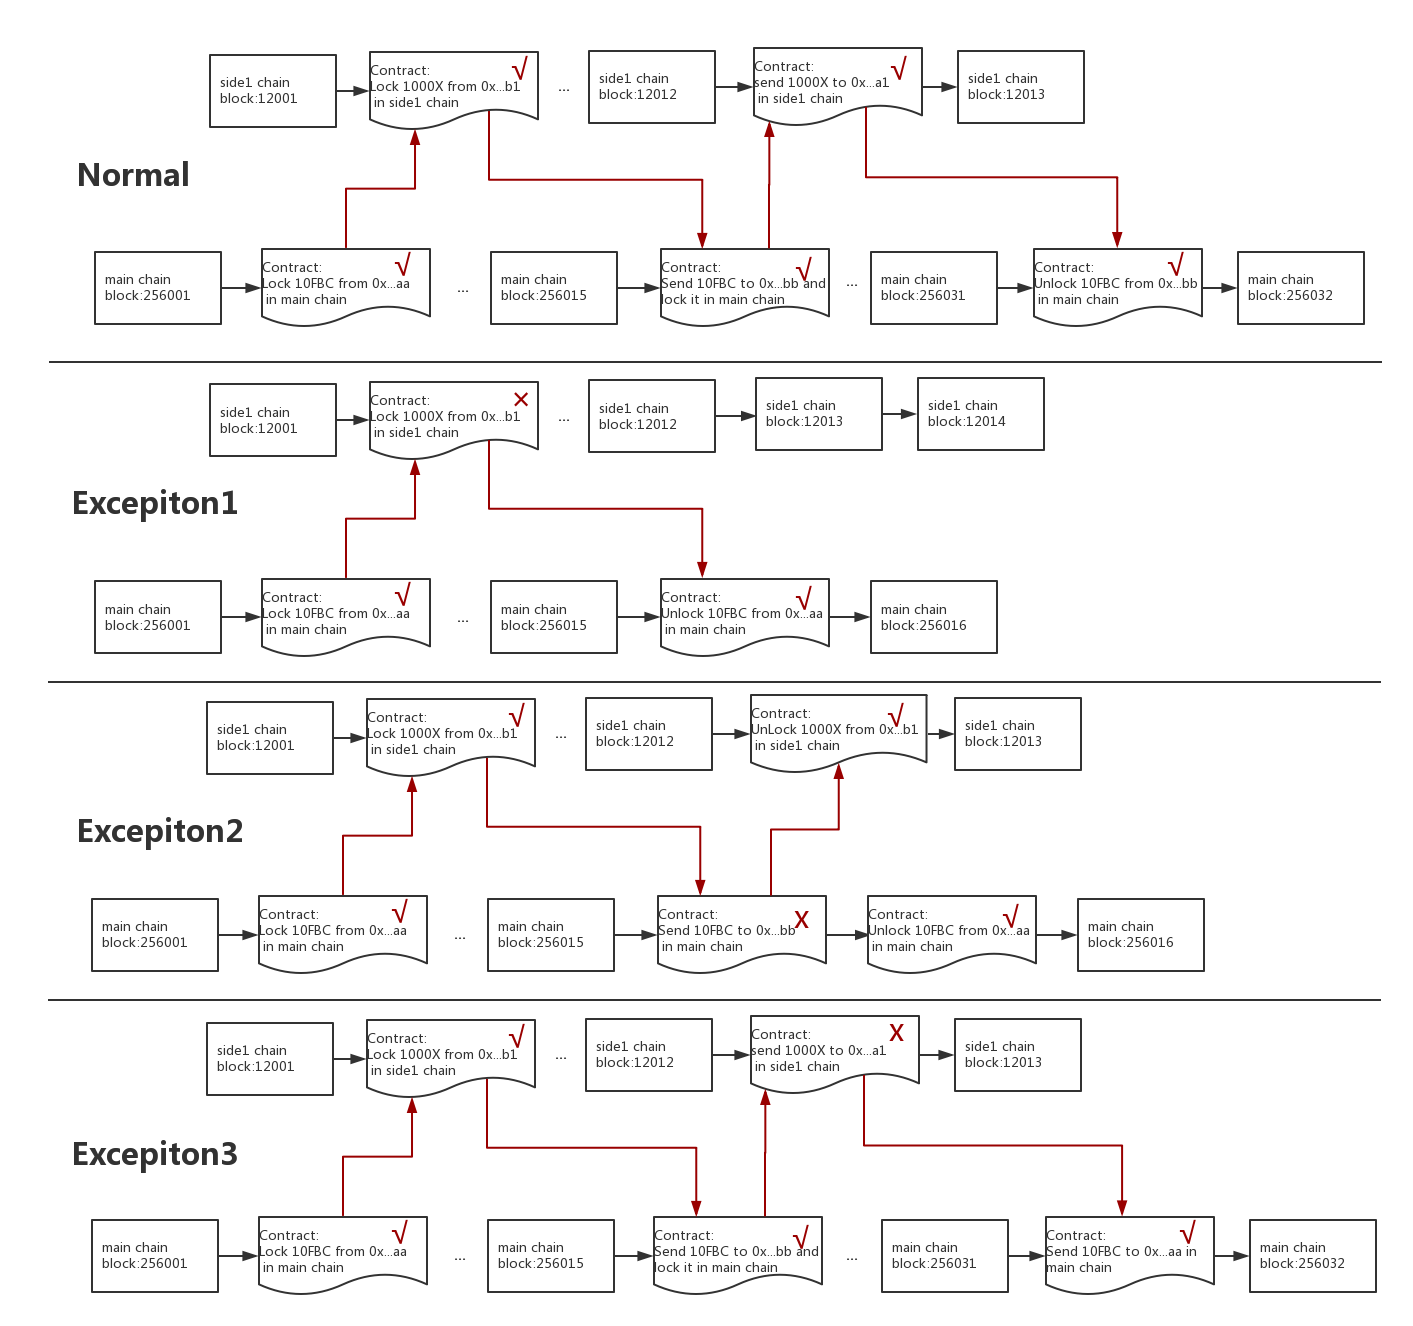 side1 chain
block:12001
Contract:
Lock 1000X from 0x...b1
in side1 chain
√
...
side1 chain
block:12012
Contract:
send 1000X to 0x...a1
in side1 chain
√
side1 chain
block:12013
Normal
main chain
block:256001
Contract:
Lock 10FBC from 0x...aa
in main chain
√
...
main chain
block:256015
Contract:
Send 10FBC to 0x...bb and
lock it in main chain
√
...
main chain
block:256031
Contract:
Unlock 10FBC from 0x...bb
in main chain
√
main chain
block:256032
side1 chain
block:12001
Contract:
Lock 1000X from 0x...b1
in side1 chain
×
...
side1 chain
block:12012
side1 chain
block:12013
side1 chain
block:12014
Excepiton1
main chain
block:256001
Contract:
Lock 10FBC from 0x...aa
in main chain
√
...
main chain
block:256015
Contract:
Unlock 10FBC from 0x...aa
in main chain
√
main chain
block:256016
side1 chain
block:12001
Contract:
Lock 1000X from 0x...b1
in side1 chain
√
...
side1 chain
block:12012
Contract:
UnLock 1000X from 0x...b1
in side1 chain
√
side1 chain
block:12013
Excepiton2
main chain
block:256001
Contract:
Lock 10FBC from 0x...aa
in main chain
√
...
main chain
block:256015
Contract:
Send 10FBC to 0x...bb
in main chain
X
Contract:
Unlock 10FBC from 0x...aa
in main chain
√
main chain
block:256016
side1 chain
block:12001
Contract:
Lock 1000X from 0x...b1
in side1 chain
√
...
side1 chain
block:12012
Contract:
send 1000X to 0x...a1
in side1 chain
X
side1 chain
block:12013
Excepiton3
main chain
block:256001
Contract:
Lock 10FBC from 0x...aa
in main chain
√
...
main chain
block:256015
Contract:
Send 10FBC to 0x...bb and
lock it in main chain
√
...
main chain
block:256031
Contract:
Send 10FBC to 0x...aa in
main chain
√
main chain
block:256032